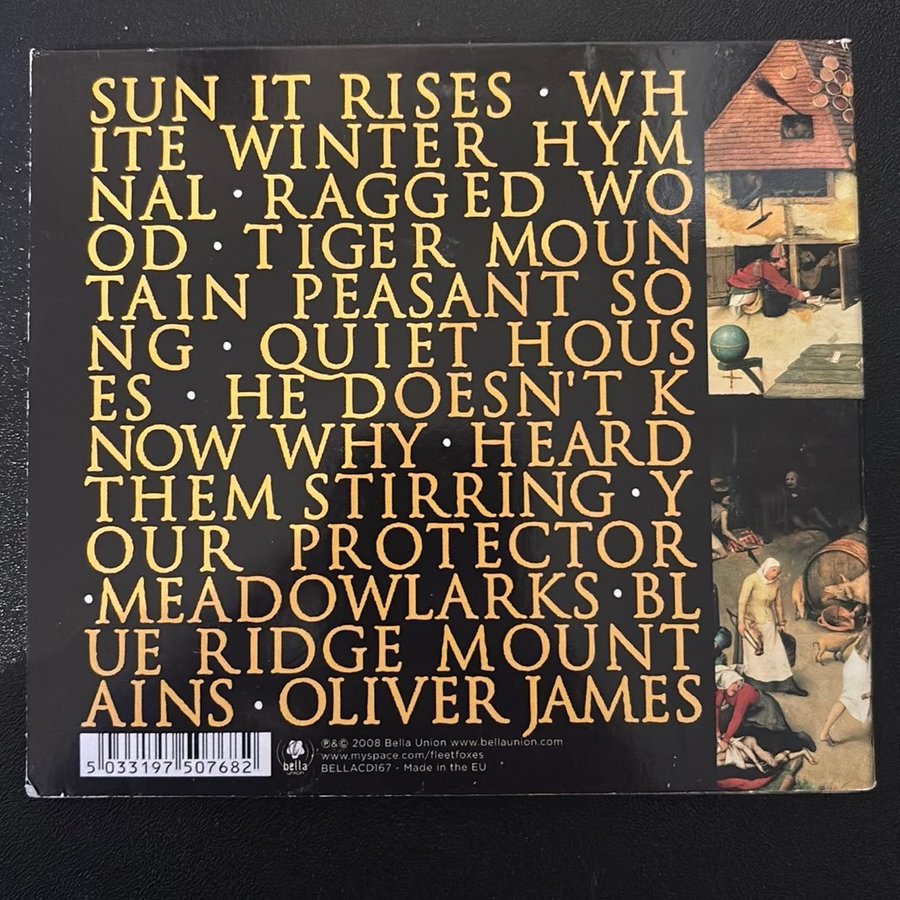 SUN IT RISES · WH
ITE WINTER HYM
NAL · RAGGED WO
OD · TIGER MOUN
TAIN PEASANT SO
NG · QUIET HOUS
ES · HE DOESN'T K
NOW WHY · HEARD
THEM STIRRING · Y
OUR PROTECTOR
·MEADOWLARKS·BL
UE RIDGE MOUNT
AINS · OLIVER JAMES
5 033197 507682
bella
UNION
℗&© 2008 Bella Union www.bellaunion.com
www.myspace.com/fleetfoxes
BELLACD167 - Made in the EU